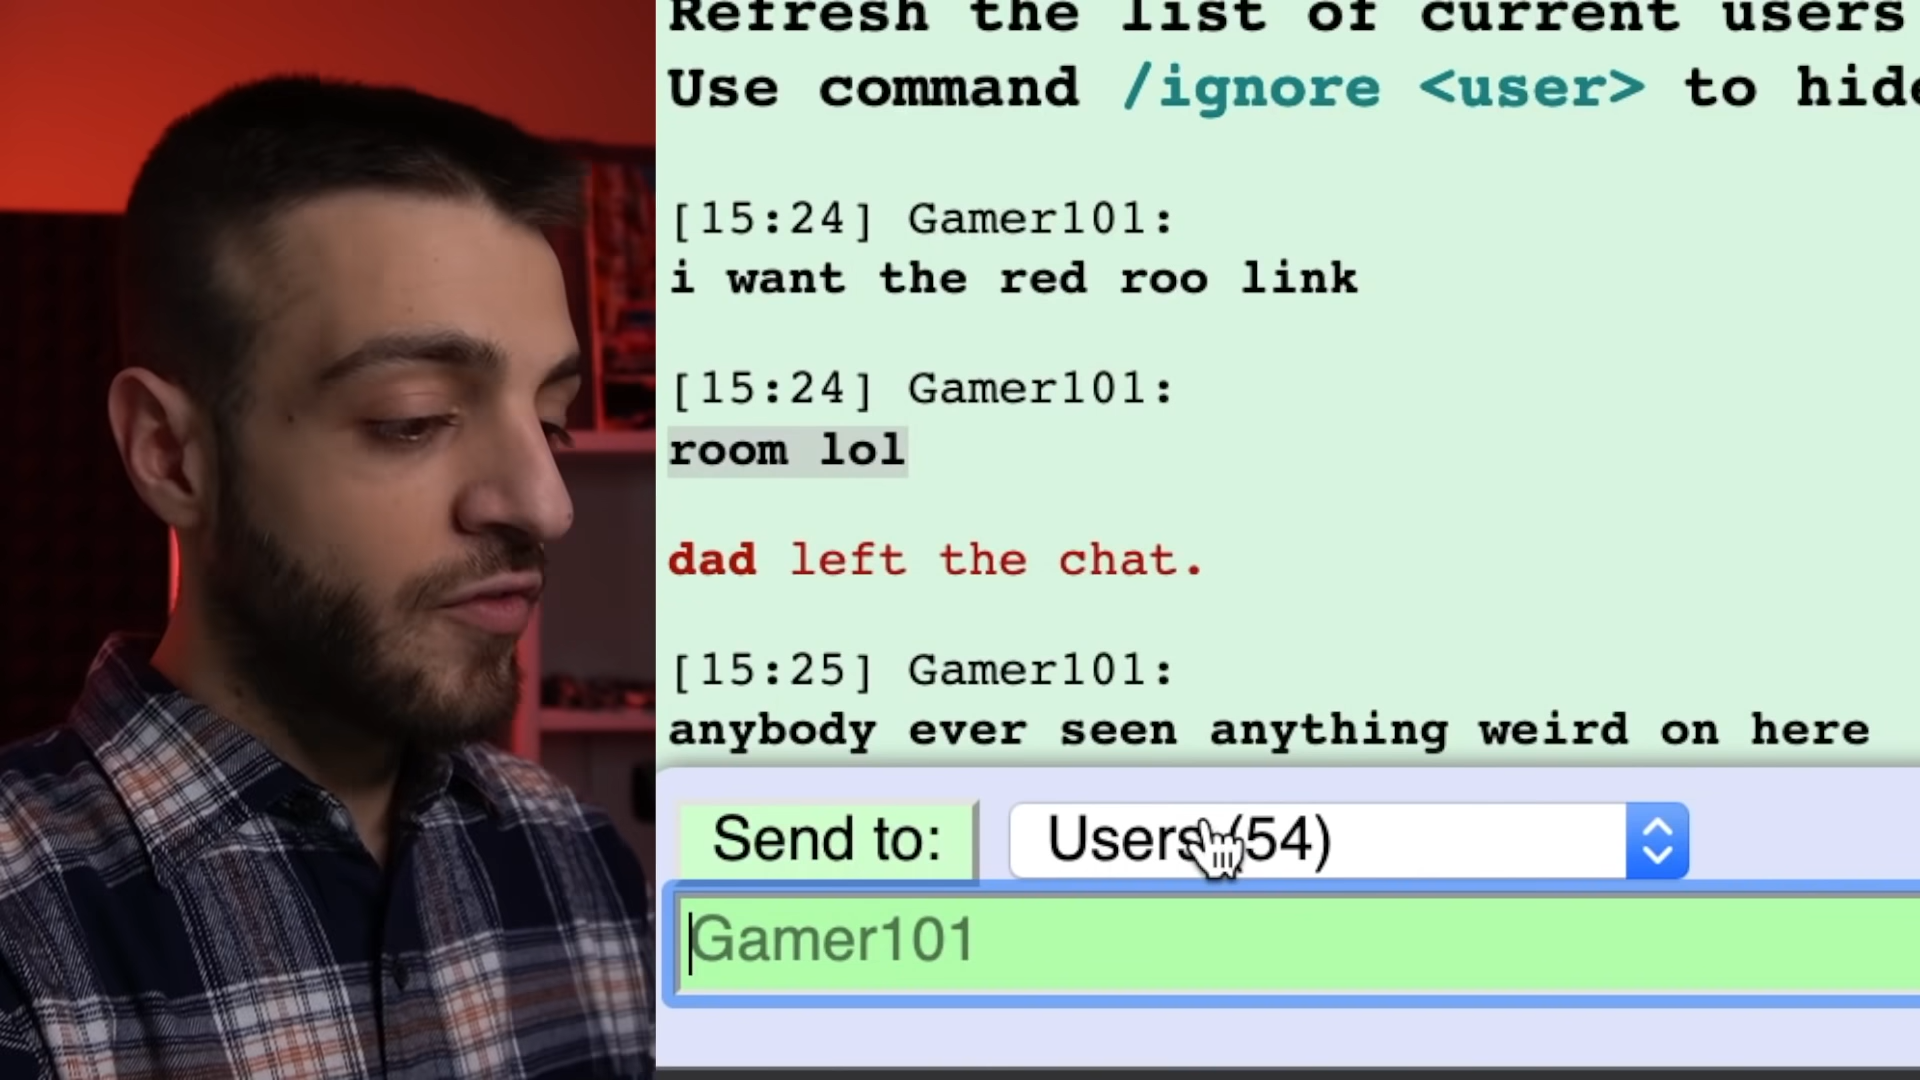 Refresh the list of current users
Use command /ignore <user> to hide
[15:24] Gamer101:
i want the red roo link
[15:24] Gamer101:
room lol
dad left the chat.
[15:25] Gamer101:
anybody ever seen anything weird on here
Send to:
Users (54)
Gamer101